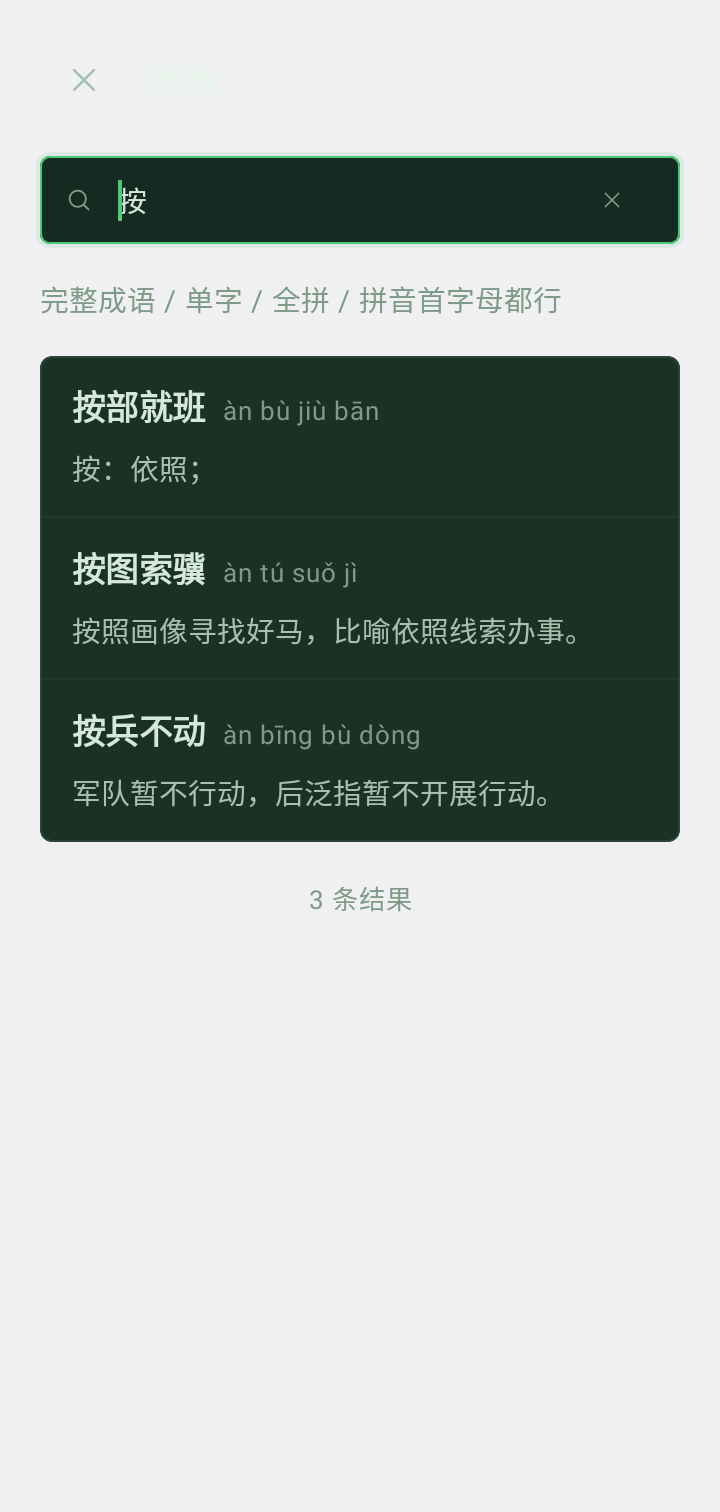 按
完整成语 / 单字 / 全拼 / 拼音首字母都行
按部就班 àn bù jiù bān
按：依照；
按图索骥 àn tú suǒ jì
按照画像寻找好马，比喻依照线索办事。
按兵不动 àn bīng bù dòng
军队暂不行动，后泛指暂不开展行动。
3 条结果